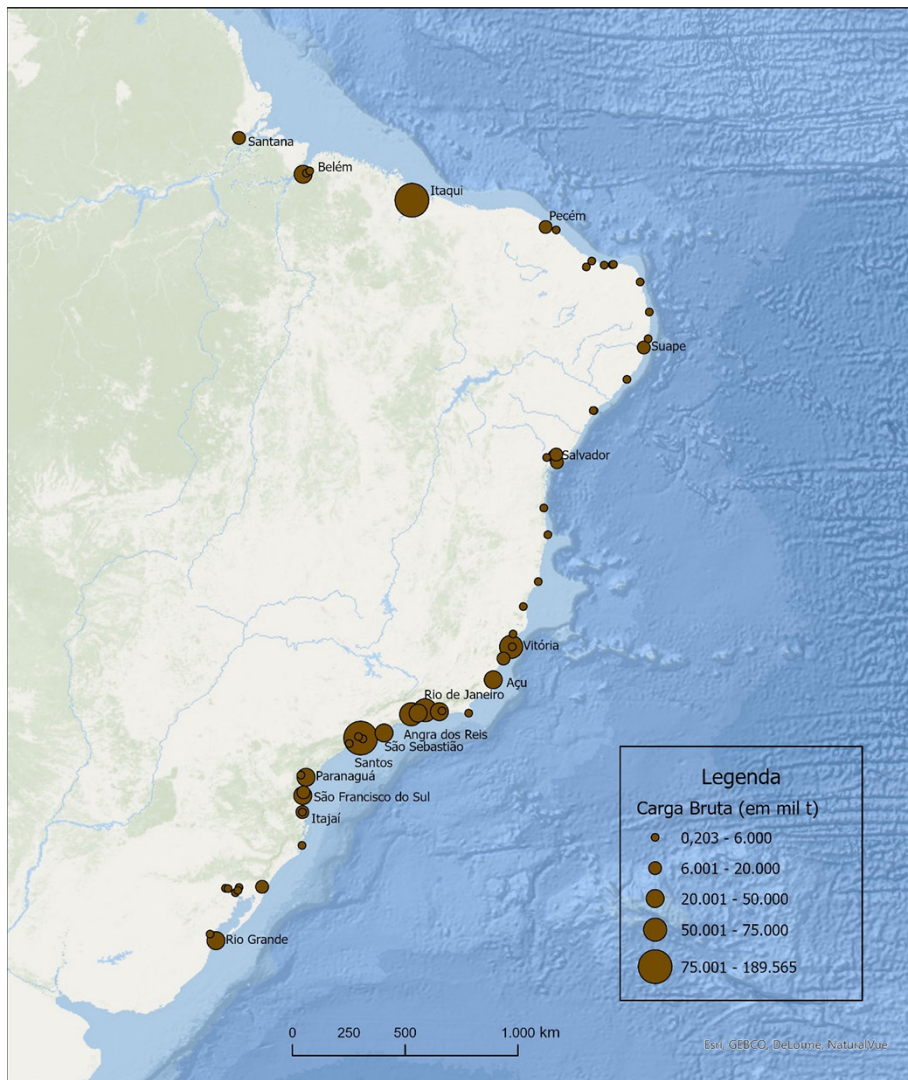 Santana
Belém
Itaqui
Pecém
Suape
Salvador
Vitória
Açu
Rio de Janeiro
Angra dos Reis
São Sebastião
Santos
Paranaguá
São Francisco do Sul
Itajaí
Rio Grande
Legenda
Carga Bruta (em mil t)
0,203 - 6.000
6.001 - 20.000
20.001 - 50.000
50.001 - 75.000
75.001 - 189.565
0 250 500 1.000 km
Esri, GEBCO, DeLorme, NaturalVue